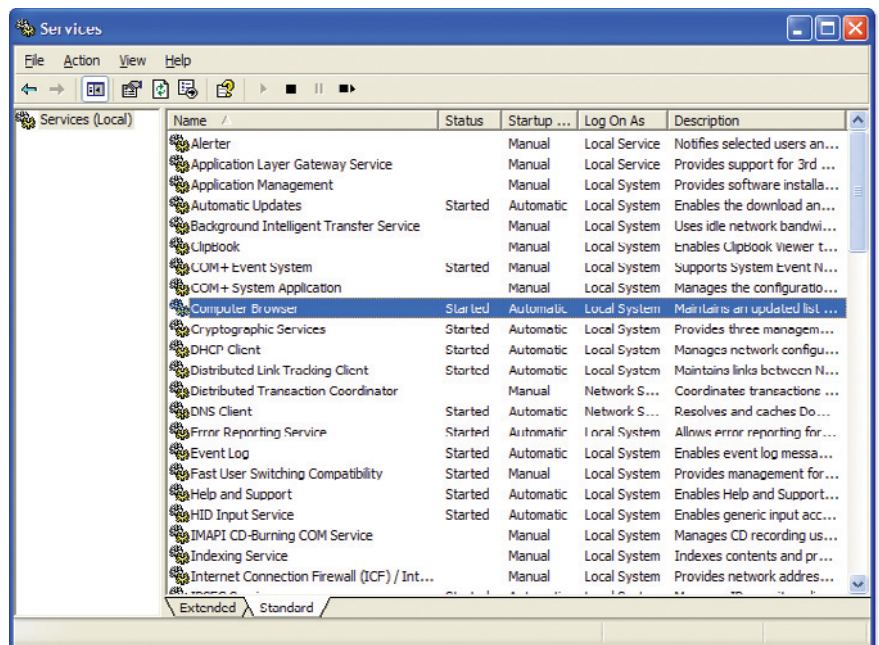 Services
File Action View Help
Services (Local)
Name Status Startup ... Log On As Description
Alerter Manual Local Service Notifies selected users an...
Application Layer Gateway Service Manual Local Service Provides support for 3rd ...
Application Management Manual Local System Provides software installa...
Automatic Updates Started Automatic Local System Enables the download an...
Background Intelligent Transfer Service Manual Local System Uses idle network bandwi...
ClipBook Manual Local System Enables ClipBook Viewer t...
COM+ Event System Started Manual Local System Supports System Event N...
COM+ System Application Manual Local System Manages the configuratio...
Computer Browser Started Automatic Local System Maintains an updated list ...
Cryptographic Services Started Automatic Local System Provides three managem...
DHCP Client Started Automatic Local System Manages network configu...
Distributed Link Tracking Client Started Automatic Local System Maintains links between N...
Distributed Transaction Coordinator Manual Network S... Coordinates transactions ...
DNS Client Started Automatic Network S... Resolves and caches Do...
Error Reporting Service Started Automatic Local System Allows error reporting for...
Event Log Started Automatic Local System Enables event log messa...
Fast User Switching Compatibility Started Manual Local System Provides management for...
Help and Support Started Automatic Local System Enables Help and Support...
HID Input Service Started Automatic Local System Enables generic input acc...
IMAPI CD-Burning COM Service Manual Local System Manages CD recording us...
Indexing Service Manual Local System Indexes contents and pr...
Internet Connection Firewall (ICF) / Int... Manual Local System Provides network addres...
Extended Standard